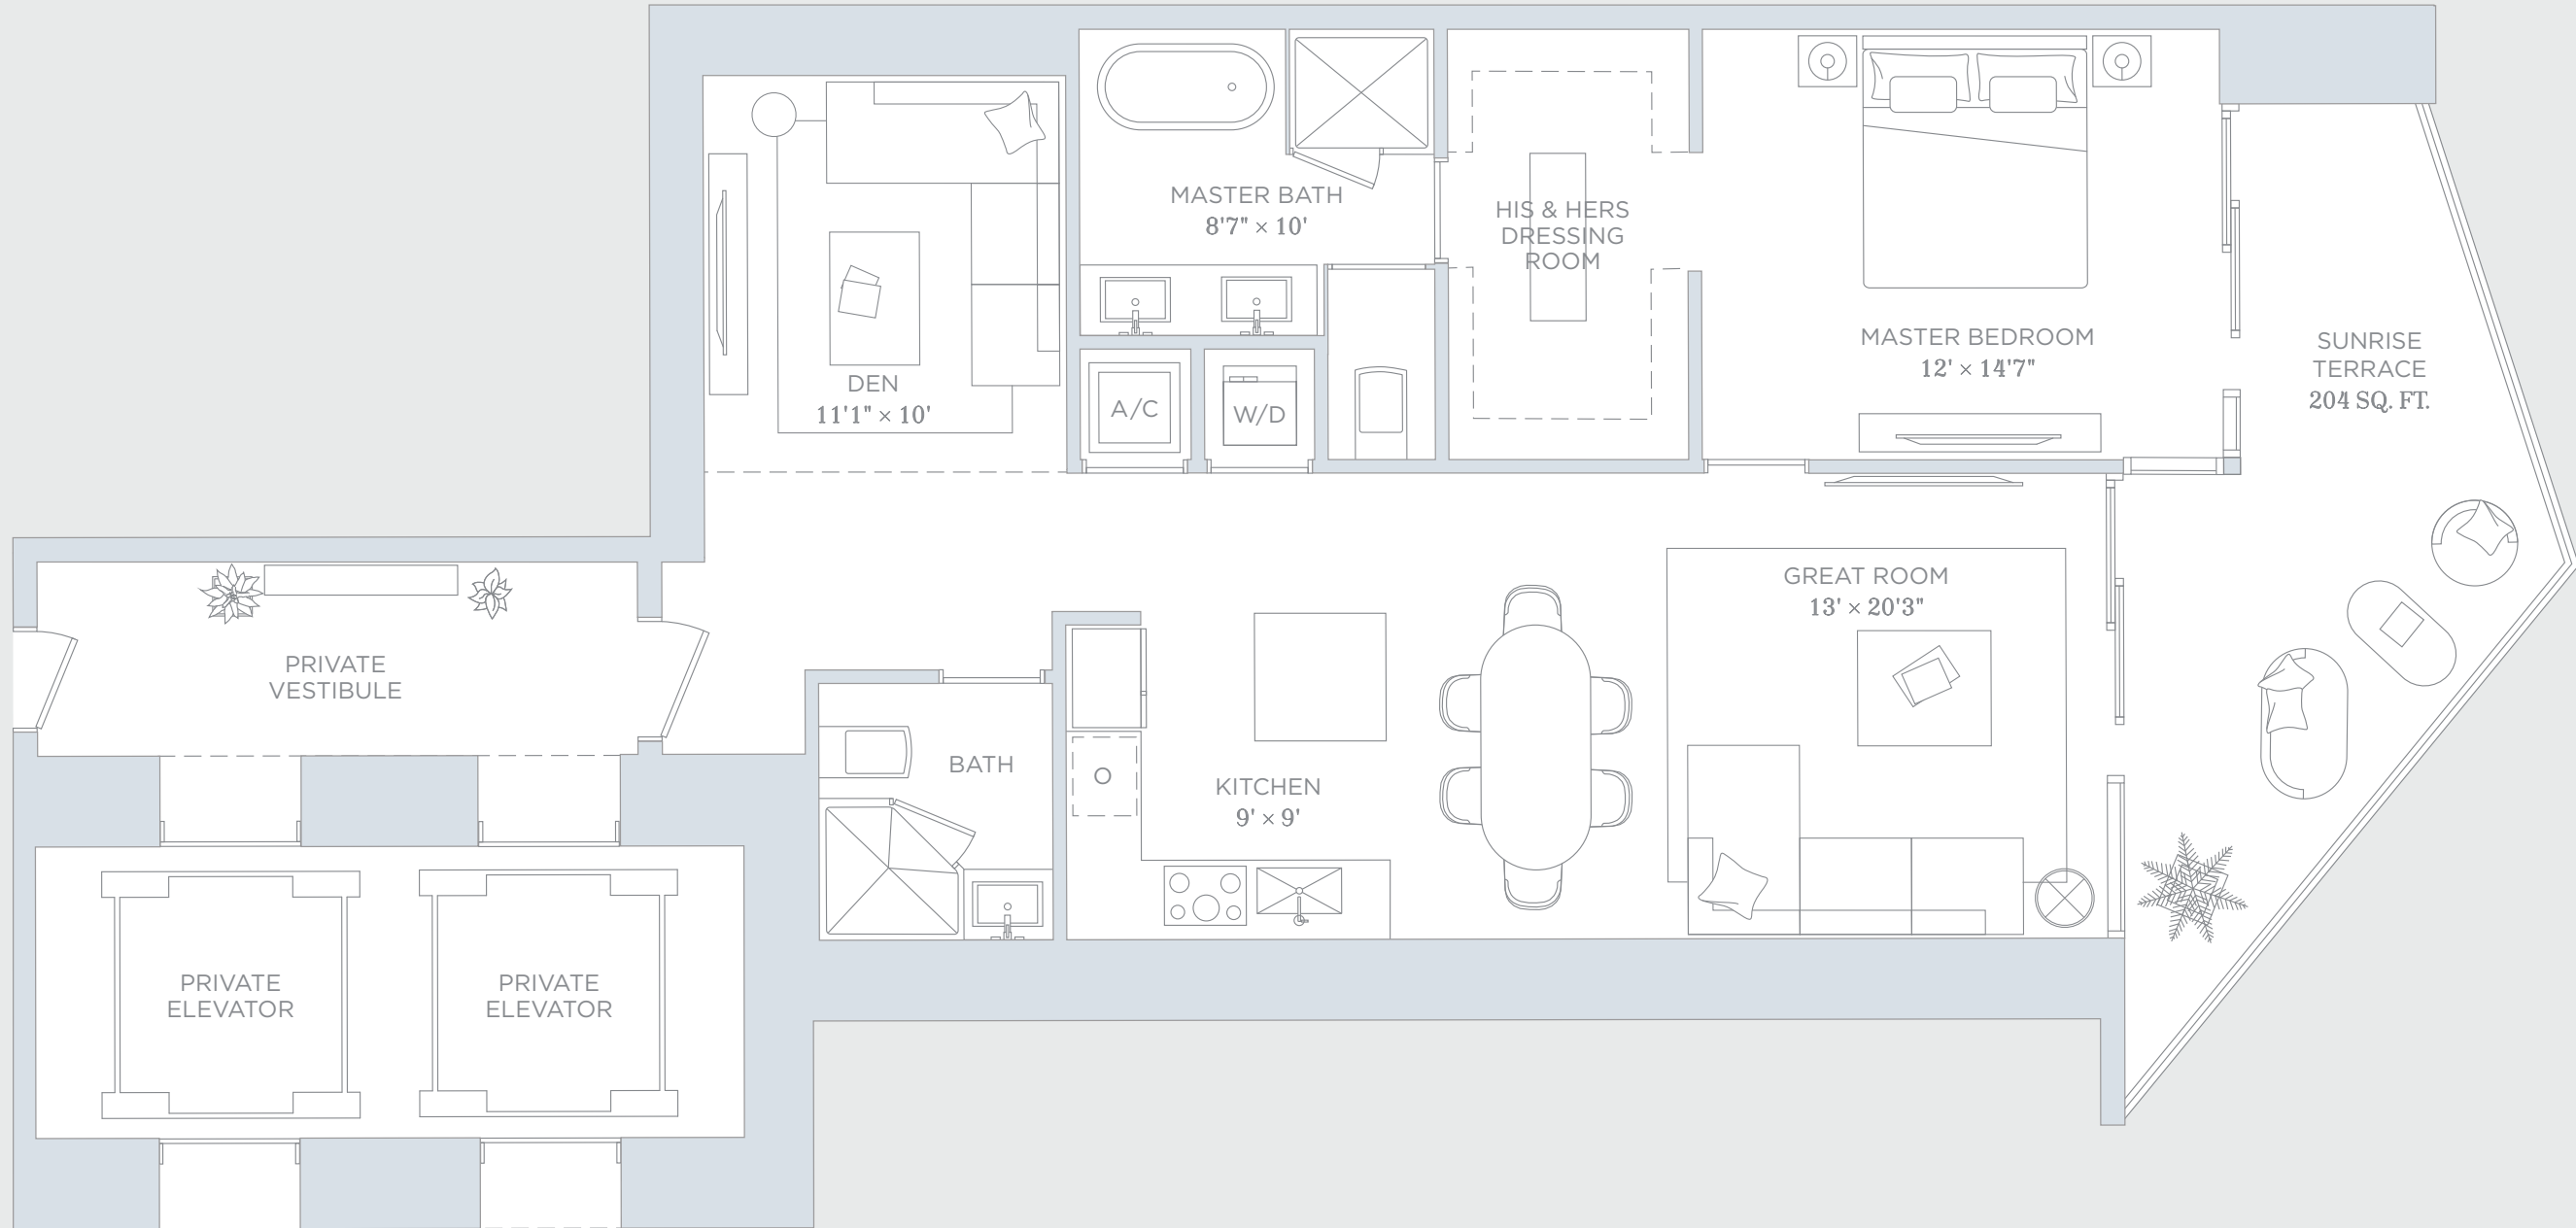 MASTER BATH
8'7" × 10'
HIS & HERS
DRESSING
ROOM
MASTER BEDROOM
12' × 14'7"
SUNRISE
TERRACE
204 SQ. FT.
DEN
11'1" × 10'
A/C
W/D
GREAT ROOM
13' × 20'3"
PRIVATE
VESTIBULE
BATH
KITCHEN
9' × 9'
PRIVATE
ELEVATOR
PRIVATE
ELEVATOR